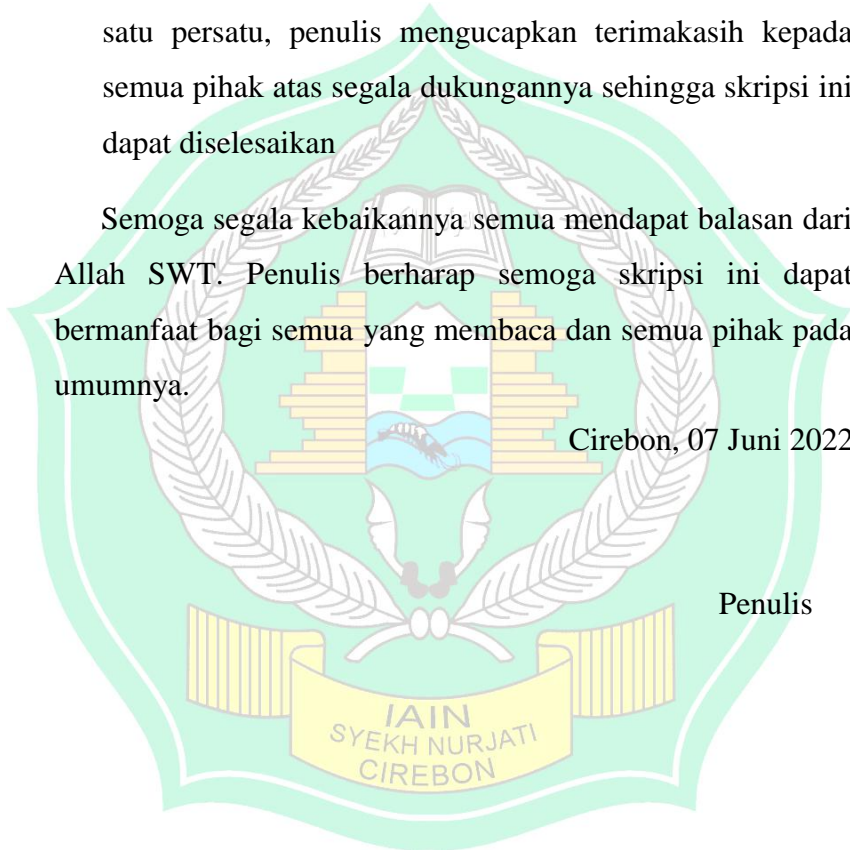 satu persatu, penulis mengucapkan terimakasih kepada
semua pihak atas segala dukungannya sehingga skripsi ini
dapat diselesaikan
Semoga segala kebaikannya semua mendapat balasan dari
Allah SWT. Penulis berharap semoga skripsi ini dapat
bermanfaat bagi semua yang membaca dan semua pihak pada
umumnya.
Cirebon, 07 Juni 2022
Penulis
IAIN
SYEKH NURJATI
CIREBON